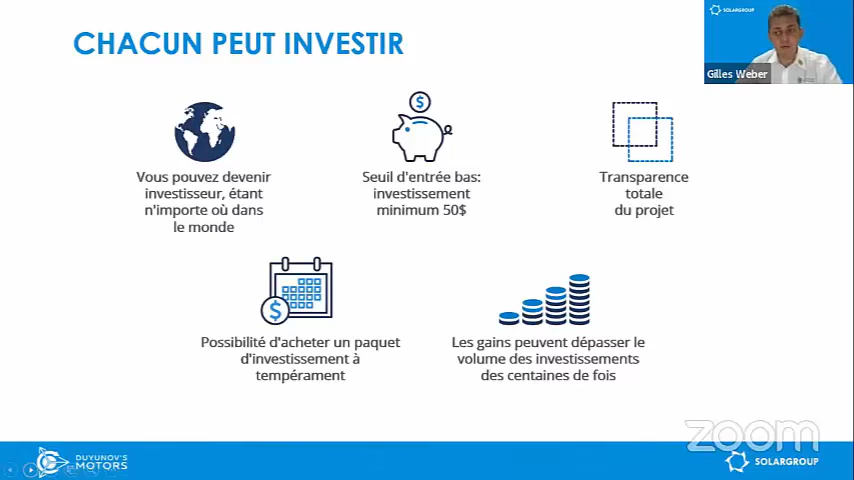 CHACUN PEUT INVESTIR
SOLARGROUP
Gilles Weber
$
Vous pouvez devenir
investisseur, étant
n'importe où dans
le monde
Seuil d'entrée bas:
investissement
minimum 50$
Transparence
totale
du projet
$
Possibilité d'acheter un paquet
d'investissement à
tempérament
Les gains peuvent dépasser le
volume des investissements
des centaines de fois
zoom
DUYUNOV'S
MOTORS
SOLARGROUP